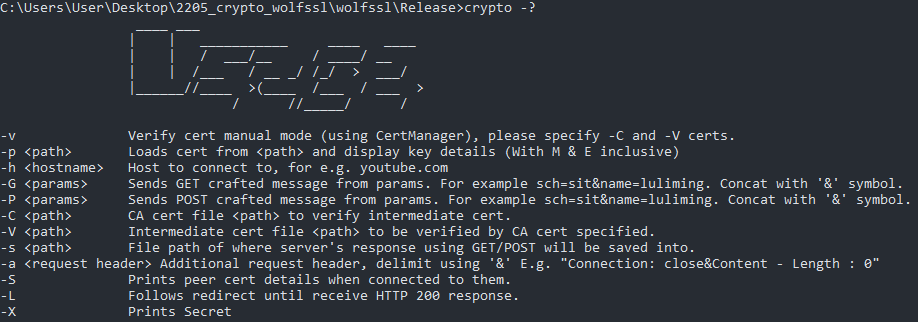 C:\Users\User\Desktop\2205_crypto_wolfssl\wolfssl\Release>crypto -?
-v Verify cert manual mode (using CertManager), please specify -C and -V certs.
-p <path> Loads cert from <path> and display key details (With M & E inclusive)
-h <hostname> Host to connect to, for e.g. youtube.com
-G <params> Sends GET crafted message from params. For example sch=sit&name=luliming. Concat with '&' symbol.
-P <params> Sends POST crafted message from params. For example sch=sit&name=luliming. Concat with '&' symbol.
-C <path> CA cert file <path> to verify intermediate cert.
-V <path> Intermediate cert file <path> to be verified by CA cert specified.
-s <path> File path of where server's response using GET/POST will be saved into.
-a <request header> Additional request header, delimit using '&' E.g. "Connection: close&Content - Length : 0"
-S Prints peer cert details when connected to them.
-L Follows redirect until receive HTTP 200 response.
-X Prints Secret